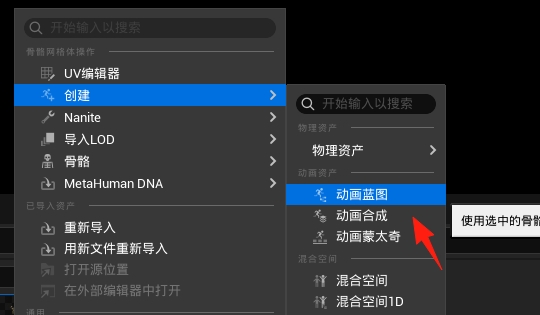 开始输入以搜索
骨骼网格体操作
UV编辑器
创建
Nanite
导入LOD
骨骼
MetaHuman DNA
已导入资产
重新导入
用新文件重新导入
打开源位置
在外部编辑器中打开
通用
开始输入以搜索
物理资产
物理资产
动画资产
动画蓝图
动画合成
动画蒙太奇
混合空间
混合空间
混合空间1D
使用选中的骨骼